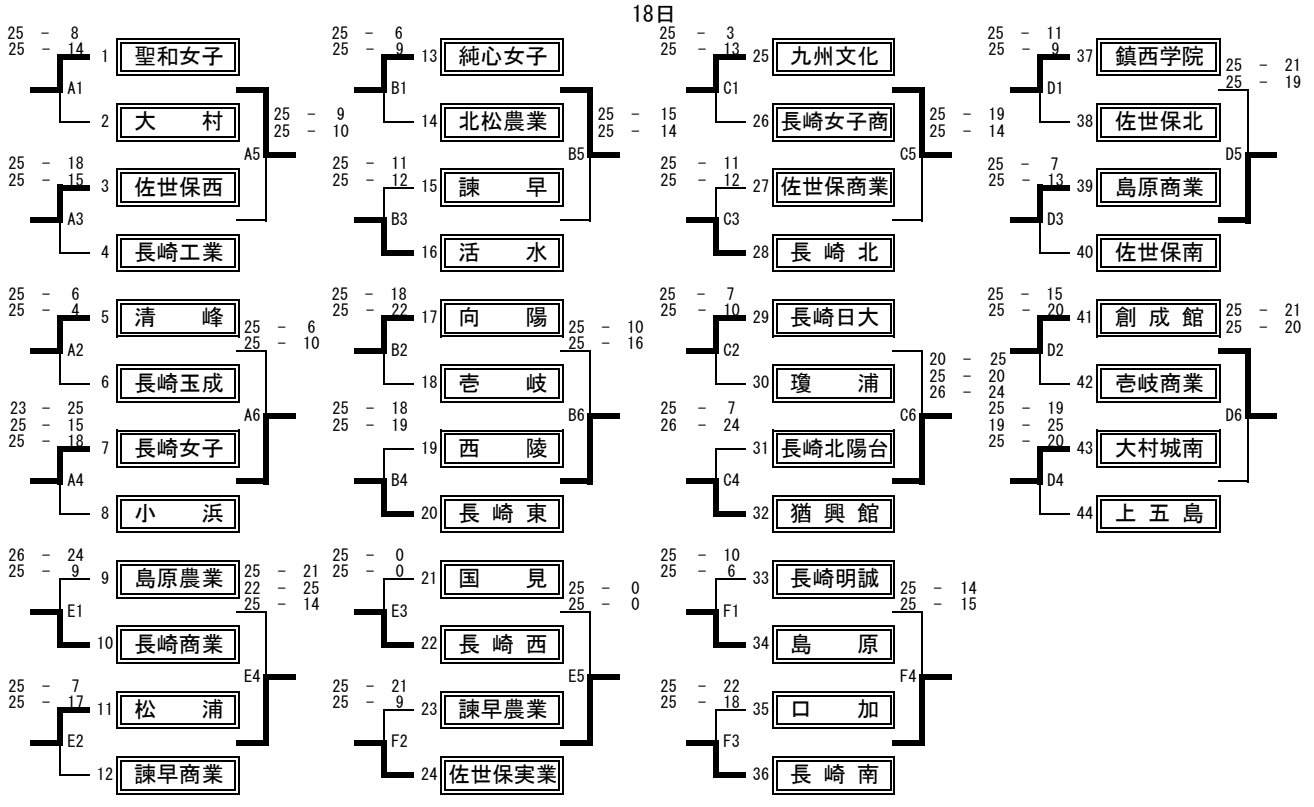 18日
25 - 8
25 - 14
1 聖和女子
A1
2 大 村
25 - 9
25 - 10
A5
25 - 18
25 - 15
3 佐世保西
A3
4 長崎工業
25 - 6
25 - 4
5 清 峰
A2
6 長崎玉成
25 - 6
25 - 10
A6
23 - 25
25 - 15
25 - 18
7 長崎女子
A4
8 小 浜
26 - 24
25 - 9
9 島原農業
E1
10 長崎商業
25 - 21
22 - 25
25 - 14
E4
25 - 7
25 - 17
11 松 浦
E2
12 諫早商業
25 - 6
25 - 9
13 純心女子
B1
14 北松農業
25 - 15
25 - 14
B5
25 - 11
25 - 12
15 諫 早
B3
16 活 水
25 - 18
25 - 22
17 向 陽
B2
18 壱 岐
25 - 10
25 - 16
B6
25 - 18
25 - 19
19 西 陵
B4
20 長 崎 東
25 - 0
25 - 0
21 国 見
E3
22 長 崎 西
25 - 0
25 - 0
E5
25 - 21
25 - 9
23 諫早農業
F2
24 佐世保実業
25 - 3
25 - 13
25 九州文化
C1
26 長崎女子商
25 - 19
25 - 14
C5
25 - 11
25 - 12
27 佐世保商業
C3
28 長 崎 北
25 - 7
25 - 10
29 長崎日大
C2
30 瓊 浦
20 - 25
25 - 20
26 - 24
C6
25 - 7
26 - 24
31 長崎北陽台
C4
32 猶 興 館
25 - 10
25 - 6
33 長崎明誠
F1
34 島 原
25 - 14
25 - 15
F4
25 - 22
25 - 18
35 口 加
F3
36 長 崎 南
25 - 11
25 - 9
37 鎮西学院
D1
38 佐世保北
25 - 21
25 - 19
D5
25 - 7
25 - 13
39 島原商業
D3
40 佐世保南
25 - 15
25 - 20
41 創 成 館
D2
42 壱岐商業
25 - 21
25 - 20
D6
25 - 19
19 - 25
25 - 20
43 大村城南
D4
44 上 五 島